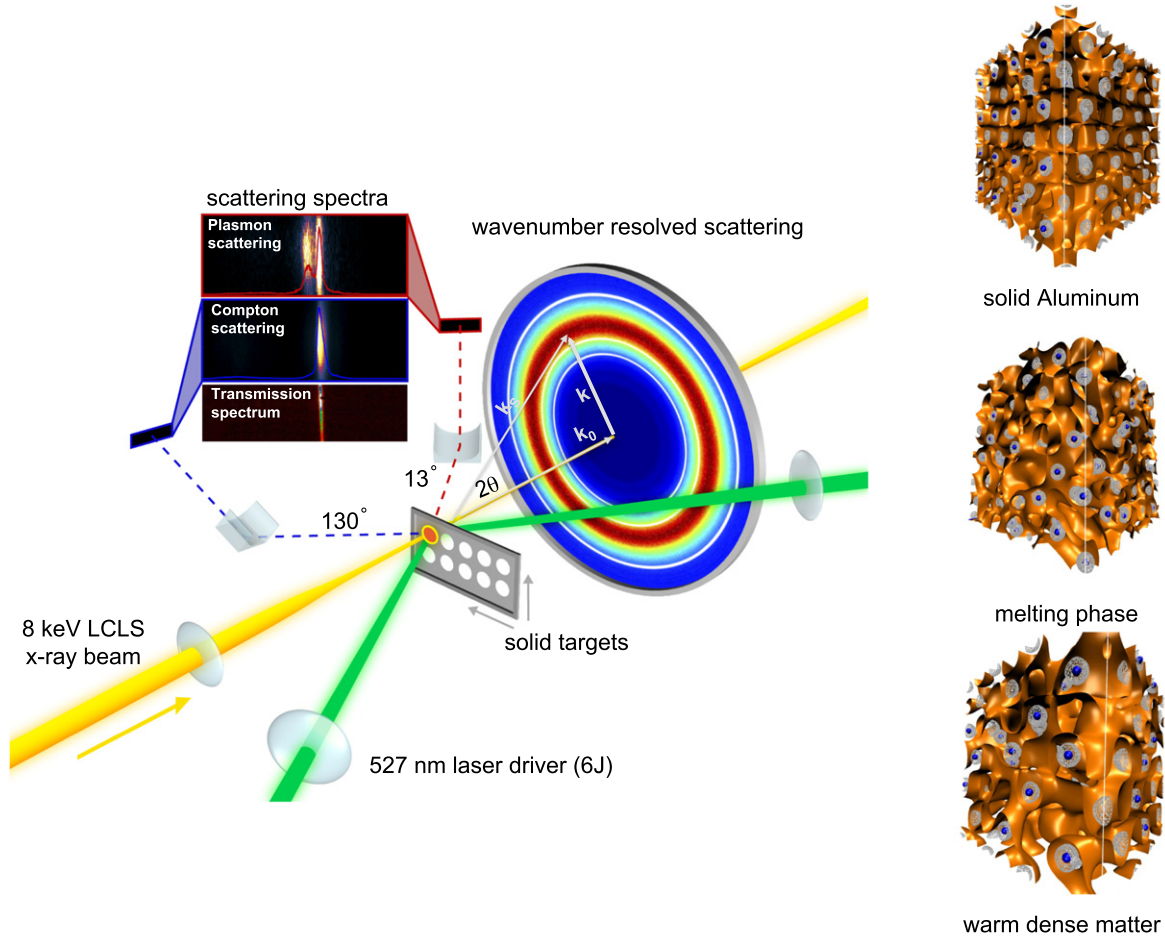 scattering spectra
Plasmon
scattering
Compton
scattering
Transmission
spectrum
wavenumber resolved scattering
kₛ
k
k₀
2θ
13°
130°
8 keV LCLS
x-ray beam
solid targets
527 nm laser driver (6J)
solid Aluminum
melting phase
warm dense matter